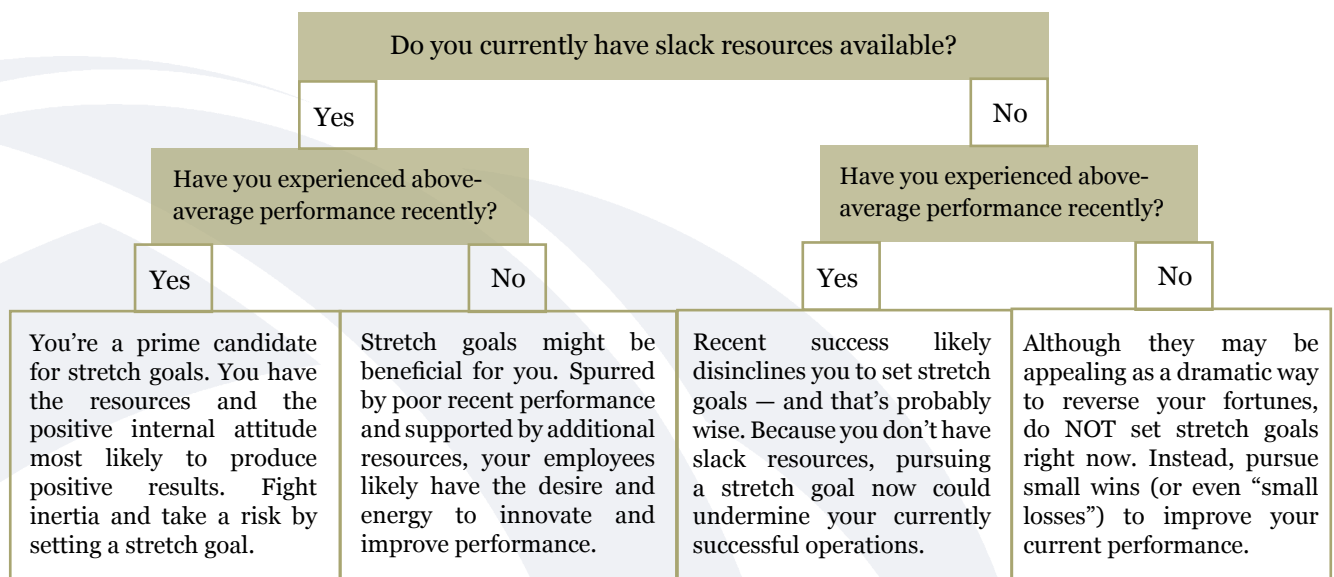 Do you currently have slack resources available?
Yes
No
Have you experienced above-
average performance recently?
Have you experienced above-
average performance recently?
Yes
No
Yes
No
You’re a prime candidate
for stretch goals. You have
the resources and the
positive internal attitude
most likely to produce
positive results. Fight
inertia and take a risk by
setting a stretch goal.
Stretch goals might be
beneficial for you. Spurred
by poor recent performance
and supported by additional
resources, your employees
likely have the desire and
energy to innovate and
improve performance.
Recent success likely
disinclines you to set stretch
goals — and that’s probably
wise. Because you don’t have
slack resources, pursuing
a stretch goal now could
undermine your currently
successful operations.
Although they may be
appealing as a dramatic way
to reverse your fortunes,
do NOT set stretch goals
right now. Instead, pursue
small wins (or even “small
losses”) to improve your
current performance.